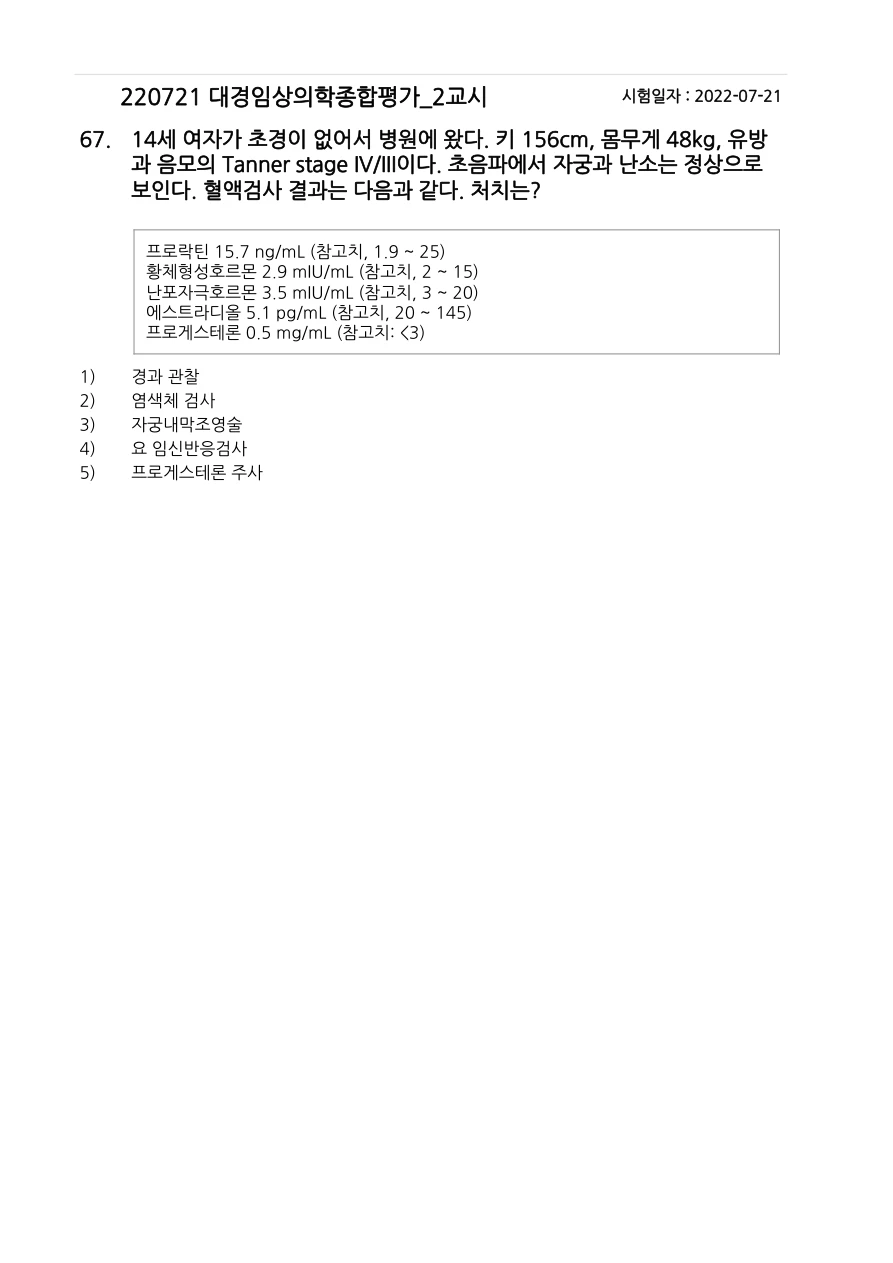 220721 대경임상의학종합평가_2교시
시험일자 : 2022-07-21
67. 14세 여자가 초경이 없어서 병원에 왔다. 키 156cm, 몸무게 48kg, 유방
과 음모의 Tanner stage IV/III이다. 초음파에서 자궁과 난소는 정상으로
보인다. 혈액검사 결과는 다음과 같다. 처치는?
프로락틴 15.7 ng/mL (참고치, 1.9 ~ 25)
황체형성호르몬 2.9 mIU/mL (참고치, 2 ~ 15)
난포자극호르몬 3.5 mIU/mL (참고치, 3 ~ 20)
에스트라디올 5.1 pg/mL (참고치, 20 ~ 145)
프로게스테론 0.5 mg/mL (참고치: <3)
1) 경과 관찰
2) 염색체 검사
3) 자궁내막조영술
4) 요 임신반응검사
5) 프로게스테론 주사